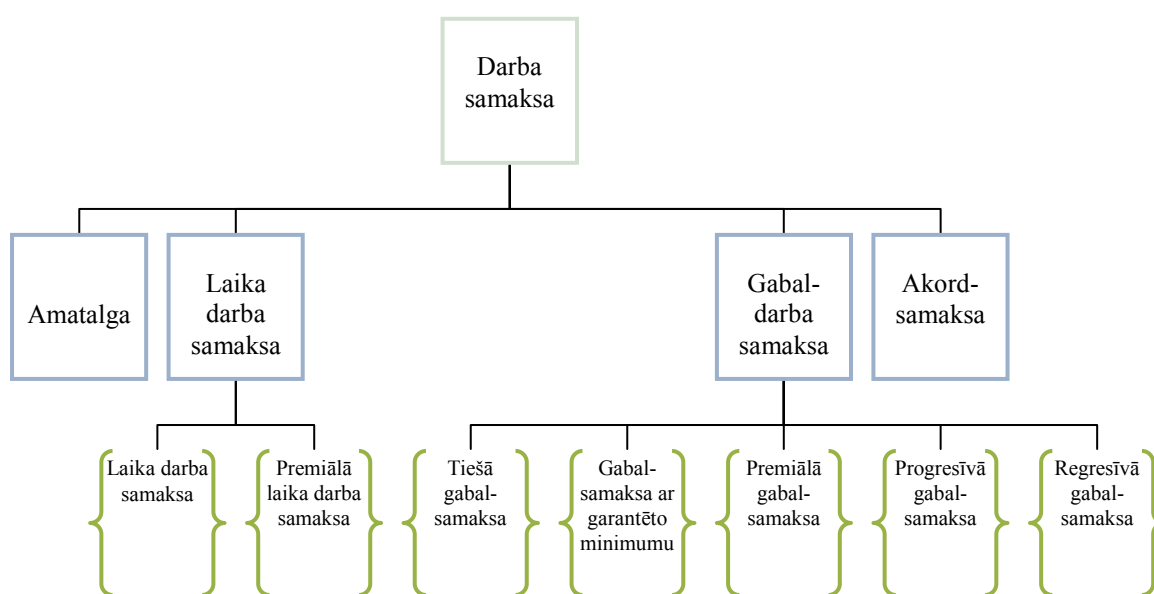 Darba
samaksa
Amatalga
Laika
darba
samaksa
Gabal-
darba
samaksa
Akord-
samaksa
Laika darba
samaksa
Premiālā
laika darba
samaksa
Tiešā
gabal-
samaksa
Gabal-
samaksa ar
garantēto
minimumu
Premiālā
gabal-
samaksa
Progresīvā
gabal-
samaksa
Regresīvā
gabal-
samaksa